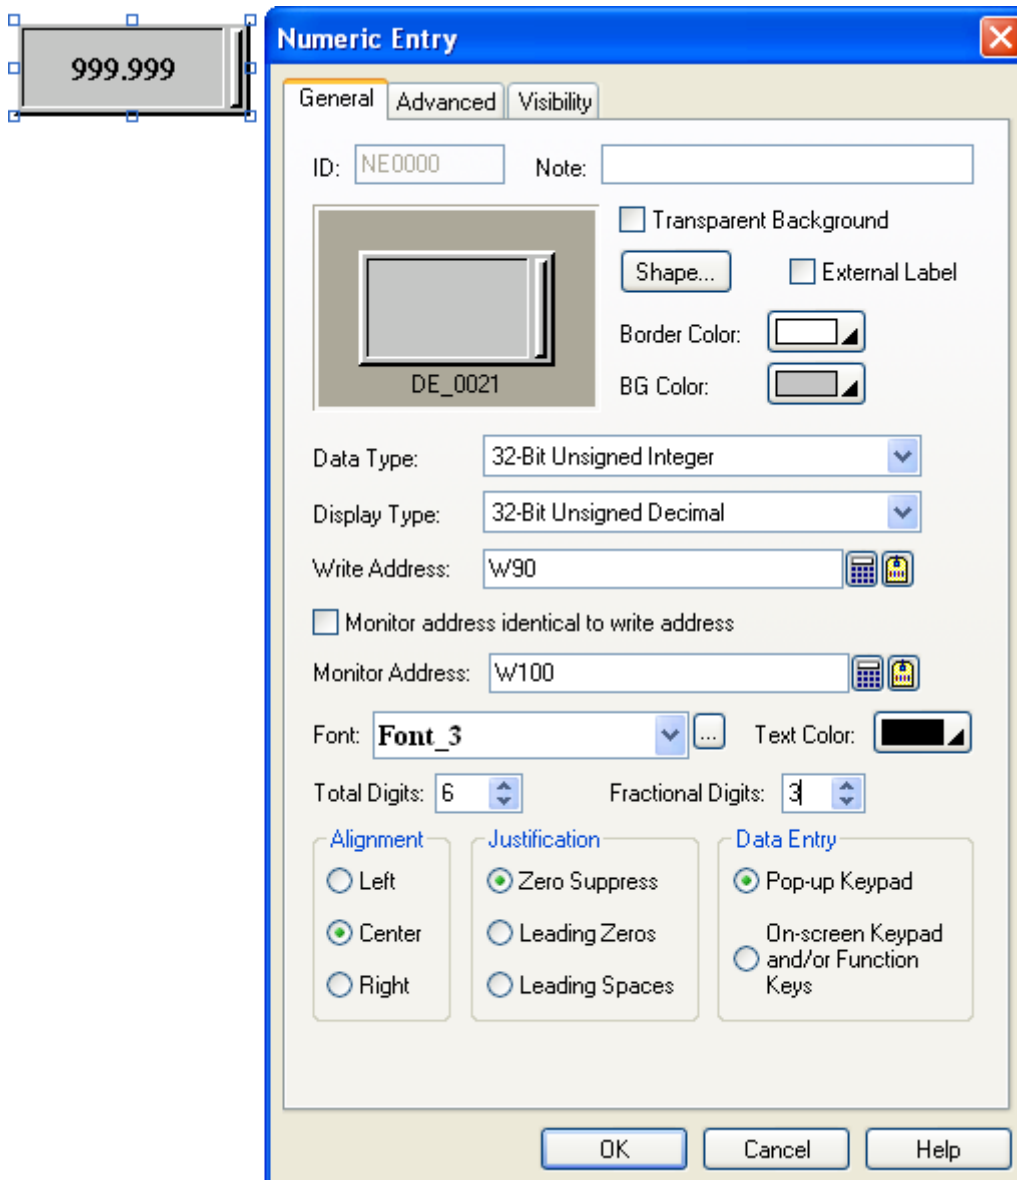 999.999
Numeric Entry
General Advanced Visibility
ID: NE0000 Note:
Transparent Background
Shape... External Label
Border Color:
DE_0021 BG Color:
Data Type: 32-Bit Unsigned Integer
Display Type: 32-Bit Unsigned Decimal
Write Address: W90
Monitor address identical to write address
Monitor Address: W100
Font: Font_3 ... Text Color:
Total Digits: 6 Fractional Digits: 3
Alignment Justification Data Entry
Left Zero Suppress Pop-up Keypad
Center Leading Zeros On-screen Keypad
and/or Function
Right Leading Spaces Keys
OK Cancel Help